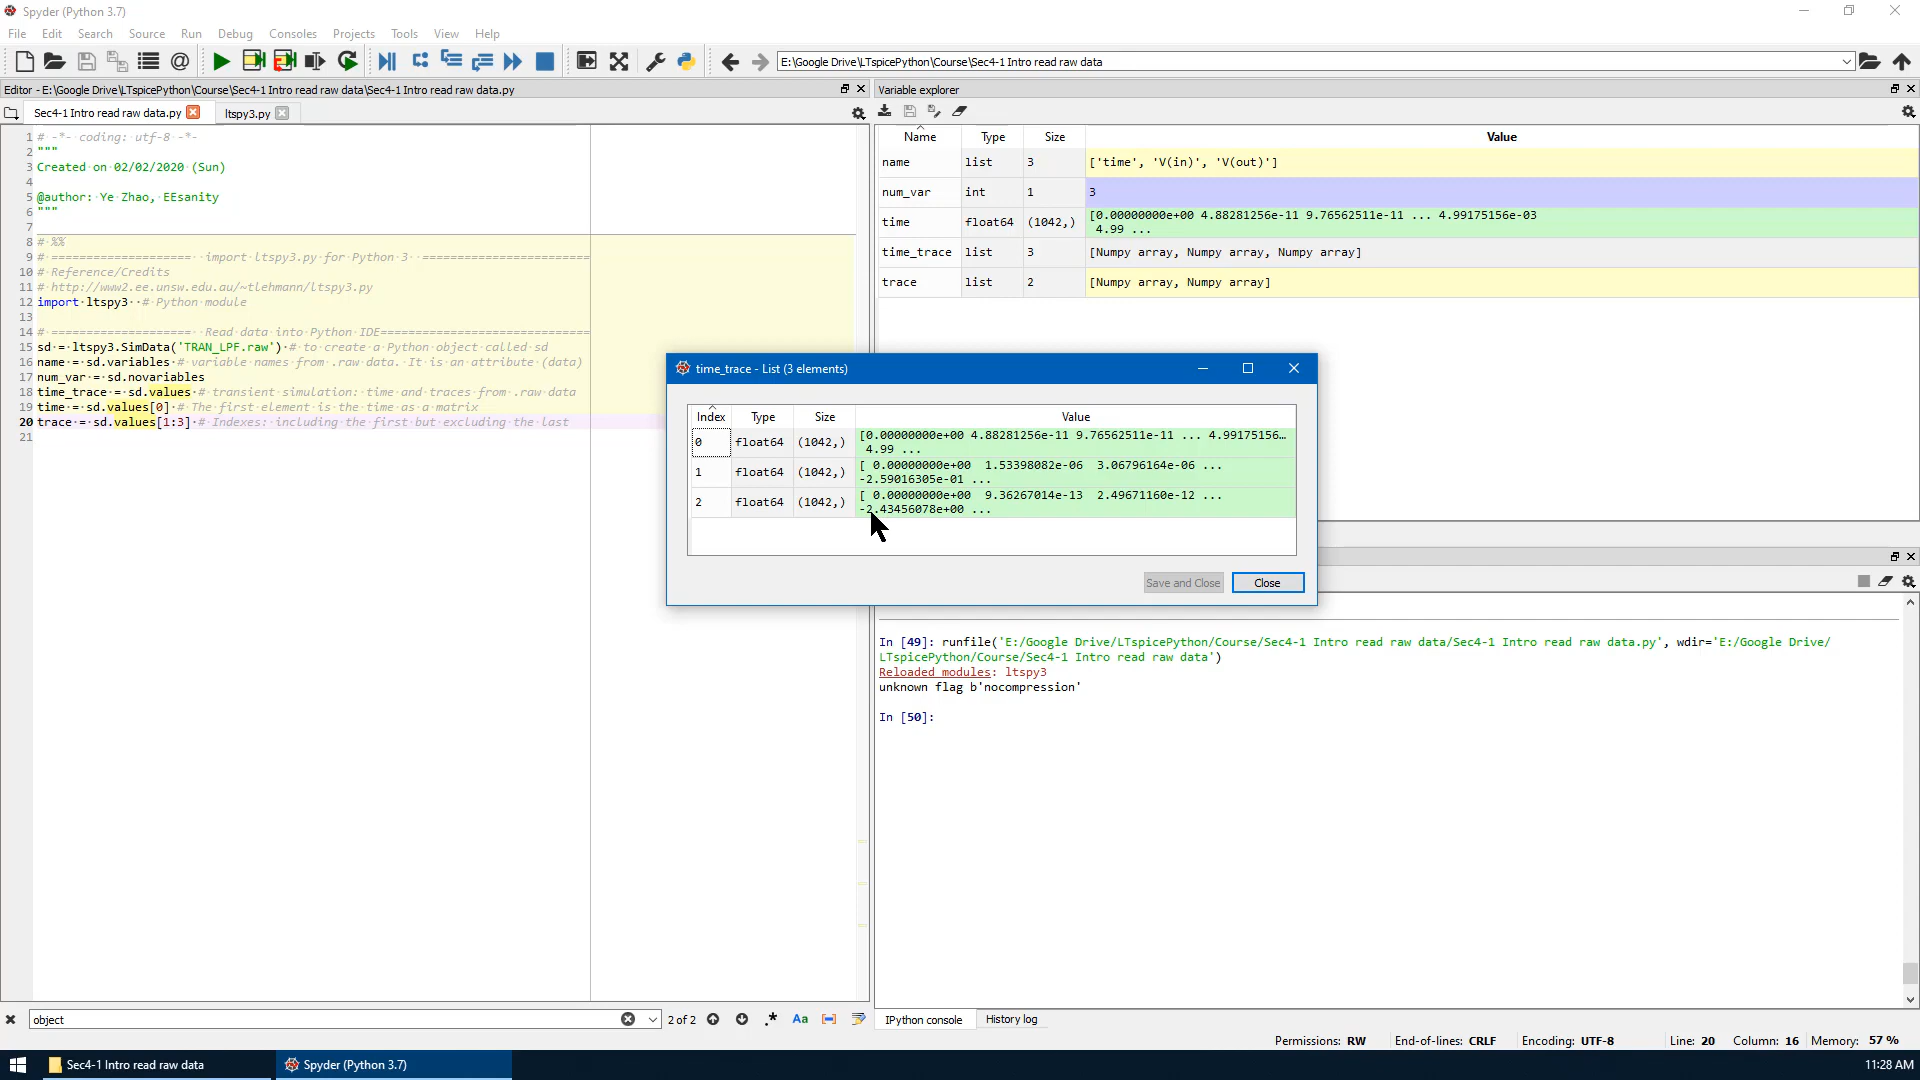 Spyder (Python 3.7)
File Edit Search Source Run Debug Consoles Projects Tools View Help
E:\Google Drive\LTspicePython\Course\Sec4-1 Intro read raw data
Editor - E:\Google Drive\LTspicePython\Course\Sec4-1 Intro read raw data\Sec4-1 Intro read raw data.py
Sec4-1 Intro read raw data.py ltspy3.py
1 # -*- coding: utf-8 -*-
2 """
3 Created on 02/02/2020 (Sun)
4
5 @author: Ye Zhao, EEsanity
6 """
7
8 # %%
9 # ==================== import ltspy3.py for Python 3 ========================
10 # Reference/Credits
11 # http://www2.ee.unsw.edu.au/~tlehmann/ltspy3.py
12 import ltspy3 # Python module
13
14 # ==================== Read data into Python IDE==============================
15 sd = ltspy3.SimData('TRAN_LPF.raw') # to create a Python object called sd
16 name = sd.variables # variable names from .raw data. It is an attribute (data)
17 num_var = sd.novariables
18 time_trace = sd.values # transient simulation: time and traces from .raw data
19 time = sd.values[0] # The first element is the time as a matrix
20 trace = sd.values[1:3] # Indexes: including the first but excluding the last
21
object
2 of 2
.*
Aa
Variable explorer
Name Type Size Value
name list 3 ['time', 'V(in)', 'V(out)']
num_var int 1 3
time float64 (1042,) [0.00000000e+00 4.88281256e-11 9.76562511e-11 ... 4.99175156e-03
4.99 ...
time_trace list 3 [Numpy array, Numpy array, Numpy array]
trace list 2 [Numpy array, Numpy array]
time_trace - List (3 elements)
Index Type Size Value
0 float64 (1042,) [0.00000000e+00 4.88281256e-11 9.76562511e-11 ... 4.99175156...
4.99 ...
1 float64 (1042,) [ 0.00000000e+00 1.53398082e-06 3.06796164e-06 ...
-2.59016305e-01 ...
2 float64 (1042,) [ 0.00000000e+00 9.36267014e-13 2.49671160e-12 ...
-2.43456078e+00 ...
Save and Close Close
In [49]: runfile('E:/Google Drive/LTspicePython/Course/Sec4-1 Intro read raw data/Sec4-1 Intro read raw data.py', wdir='E:/Google Drive/
LTspicePython/Course/Sec4-1 Intro read raw data')
Reloaded modules: ltspy3
unknown flag b'nocompression'
In [50]:
IPython console History log
Permissions: RW End-of-lines: CRLF Encoding: UTF-8 Line: 20 Column: 16 Memory: 57 %
Sec4-1 Intro read raw data
Spyder (Python 3.7)
11:28 AM